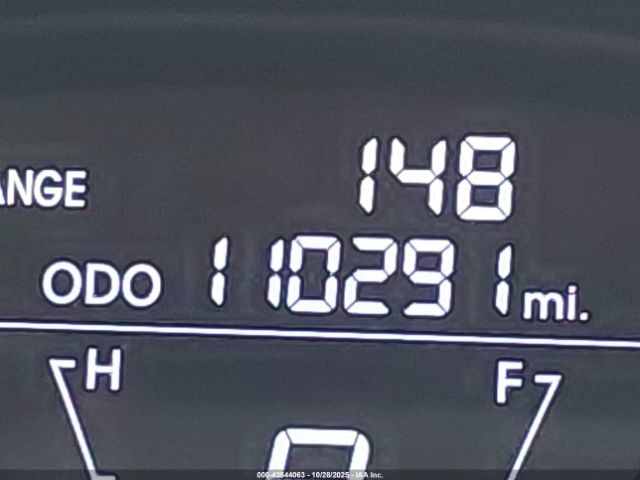 ANGE 148
ODO 110291 mi.
H F
000-43544063 - 10/28/2025 - IAA Inc.